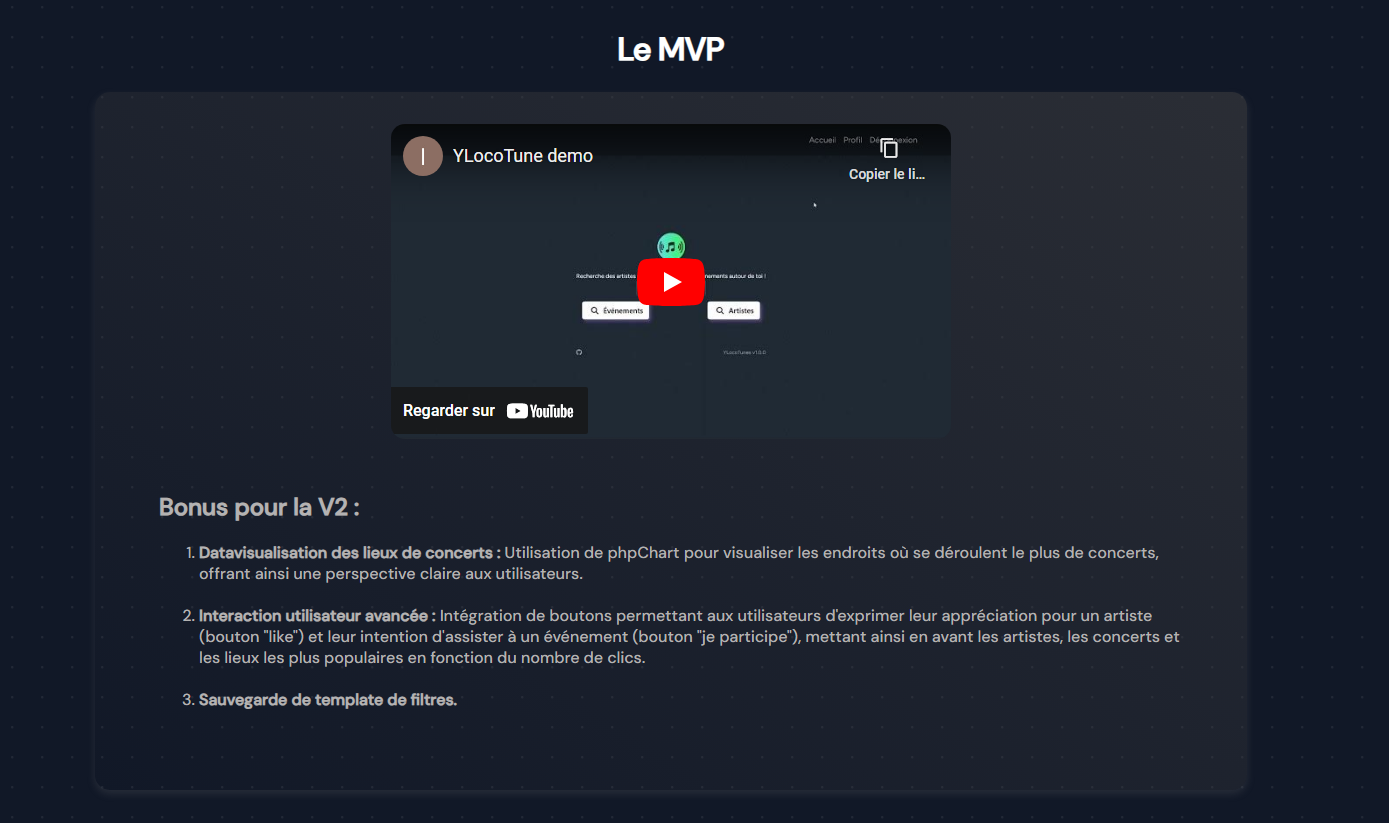 Le MVP
I
YLocoTune demo
Accueil Profil
Copier le li...
Recherche des artistes
nements autour de toi !
Événements
Artistes
YLocoTunes v1.0.0
Regarder sur YouTube
Bonus pour la V2 :
1. Datavisualisation des lieux de concerts : Utilisation de phpChart pour visualiser les endroits où se déroulent le plus de concerts,
offrant ainsi une perspective claire aux utilisateurs.
2. Interaction utilisateur avancée : Intégration de boutons permettant aux utilisateurs d'exprimer leur appréciation pour un artiste
(bouton "like") et leur intention d'assister à un événement (bouton "je participe"), mettant ainsi en avant les artistes, les concerts et
les lieux les plus populaires en fonction du nombre de clics.
3. Sauvegarde de template de filtres.